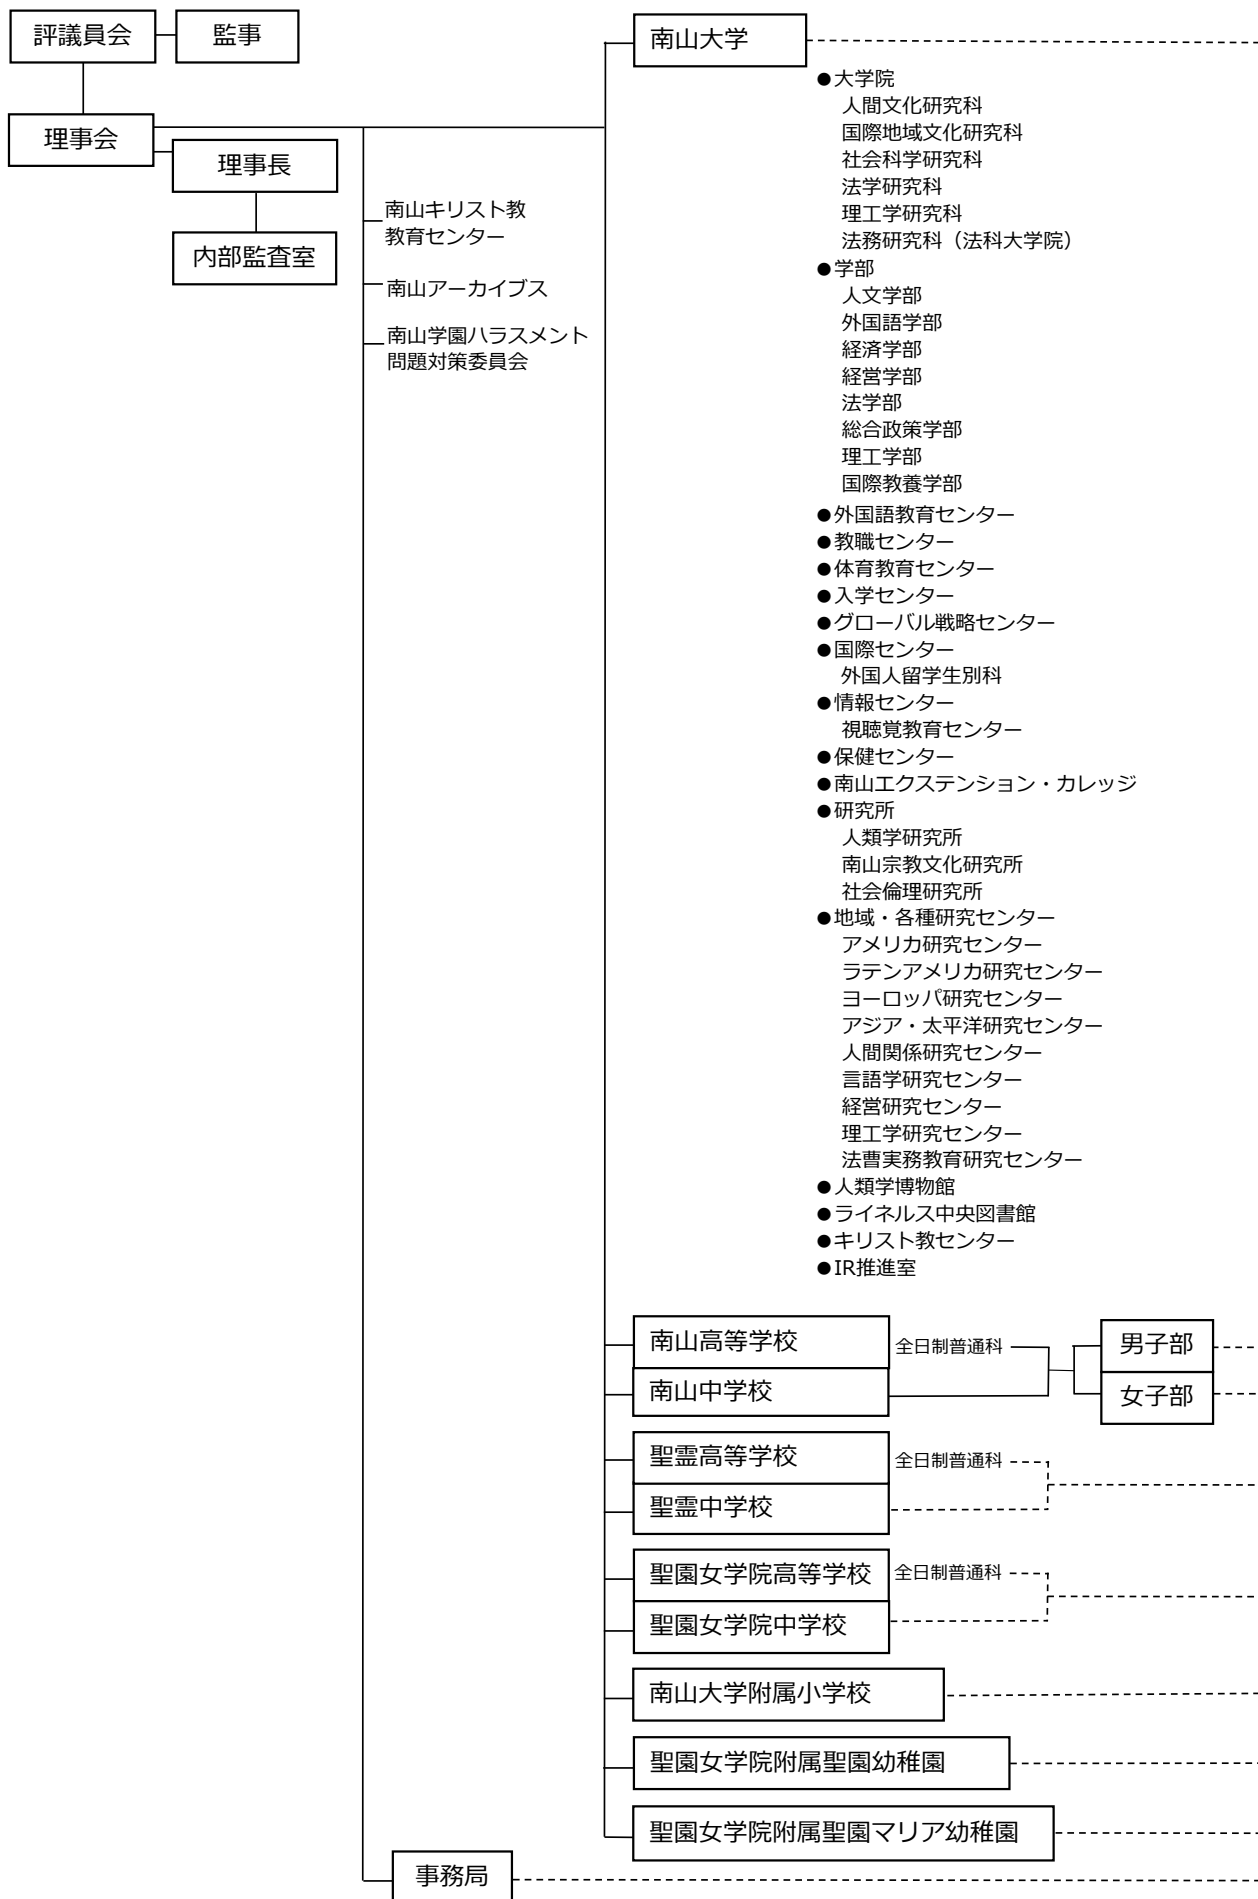 評議員会
監事
理事会
理事長
内部監査室
南山キリスト教
教育センター
南山アーカイブス
南山学園ハラスメント
問題対策委員会
南山大学
●大学院
人間文化研究科
国際地域文化研究科
社会科学研究科
法学研究科
理工学研究科
法務研究科（法科大学院）
●学部
人文学部
外国語学部
経済学部
経営学部
法学部
総合政策学部
理工学部
国際教養学部
●外国語教育センター
●教職センター
●体育教育センター
●入学センター
●グローバル戦略センター
●国際センター
外国人留学生別科
●情報センター
視聴覚教育センター
●保健センター
●南山エクステンション・カレッジ
●研究所
人類学研究所
南山宗教文化研究所
社会倫理研究所
●地域・各種研究センター
アメリカ研究センター
ラテンアメリカ研究センター
ヨーロッパ研究センター
アジア・太平洋研究センター
人間関係研究センター
言語学研究センター
経営研究センター
理工学研究センター
法曹実務教育研究センター
●人類学博物館
●ライネルス中央図書館
●キリスト教センター
●IR推進室
南山高等学校 全日制普通科
男子部
南山中学校
女子部
聖霊高等学校 全日制普通科
聖霊中学校
聖園女学院高等学校 全日制普通科
聖園女学院中学校
南山大学附属小学校
聖園女学院附属聖園幼稚園
聖園女学院附属聖園マリア幼稚園
事務局